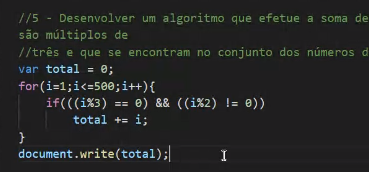 //5 - Desenvolver um algoritmo que efetue a soma de
são múltiplos de
//três e que se encontram no conjunto dos números d
var total = 0;
for(i=1;i<=500;i++){
if(((i%3) == 0) && ((i%2) != 0))
total += i;
}
document.write(total);